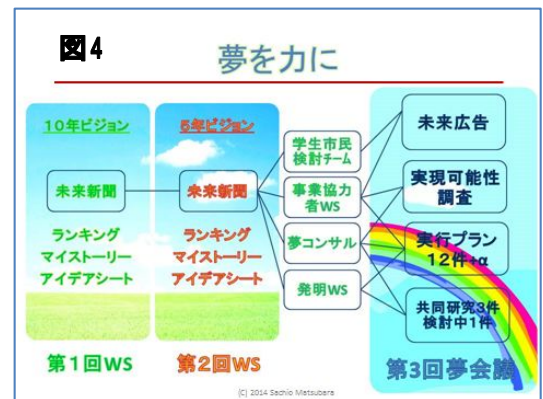 図4
夢を力に
10年ビジョン
未来新聞
ランキング
マイストーリー
アイデアシート
第1回WS
5年ビジョン
未来新聞
ランキング
マイストーリー
アイデアシート
第2回WS
学生市民
検討チーム
事業協力
者WS
夢コンサル
発明WS
未来広告
実現可能性
調査
実行プラン
12件+α
共同研究3件
検討中1件
第3回夢会議
(C) 2014 Sachio Matsubara